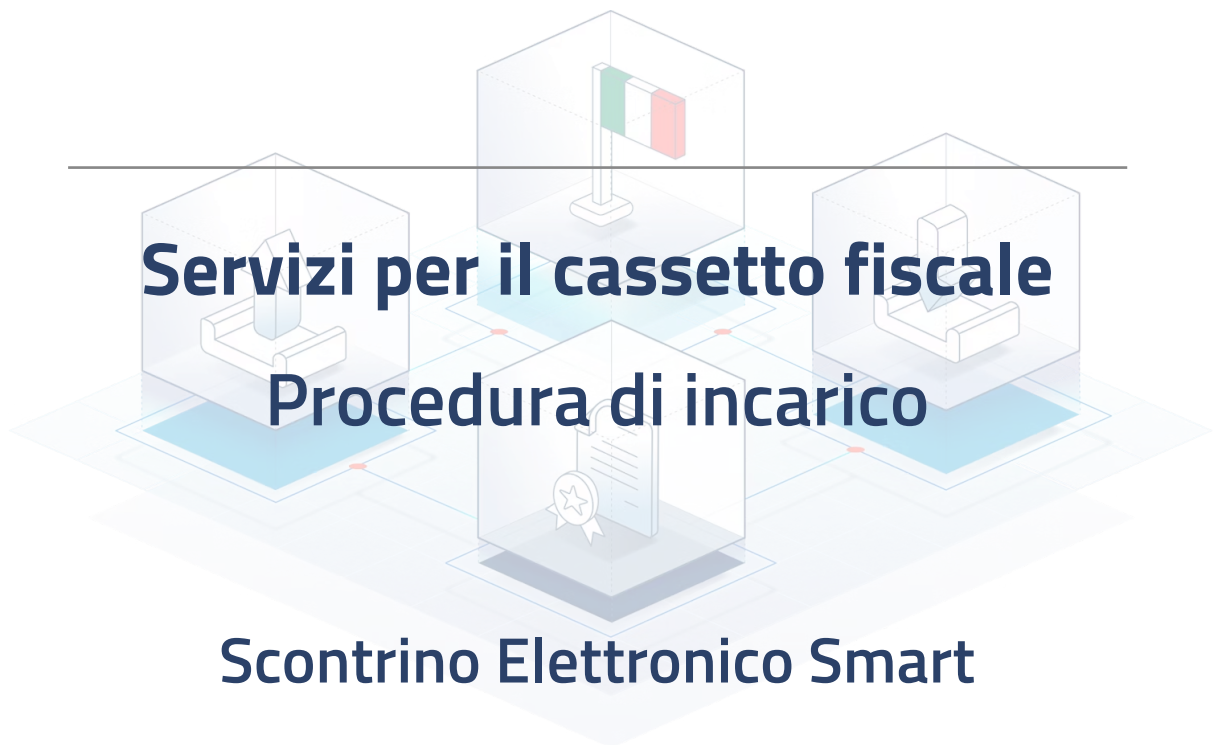 Servizi per il cassetto fiscale
Procedura di incarico
Scontrino Elettronico Smart